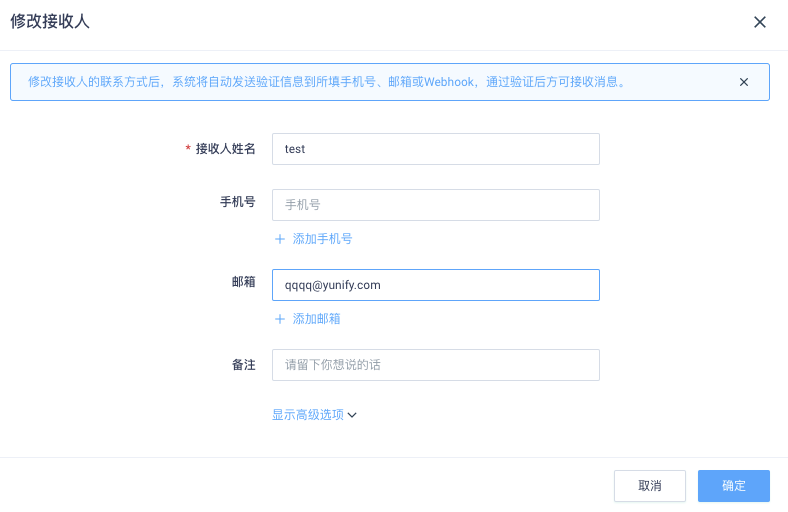 修改接收人
修改接收人的联系方式后，系统将自动发送验证信息到所填手机号、邮箱或Webhook，通过验证后方可接收消息。
* 接收人姓名
test
手机号
手机号
+ 添加手机号
邮箱
qqqq@yunify.com
+ 添加邮箱
备注
请留下你想说的话
显示高级选项
取消
确定